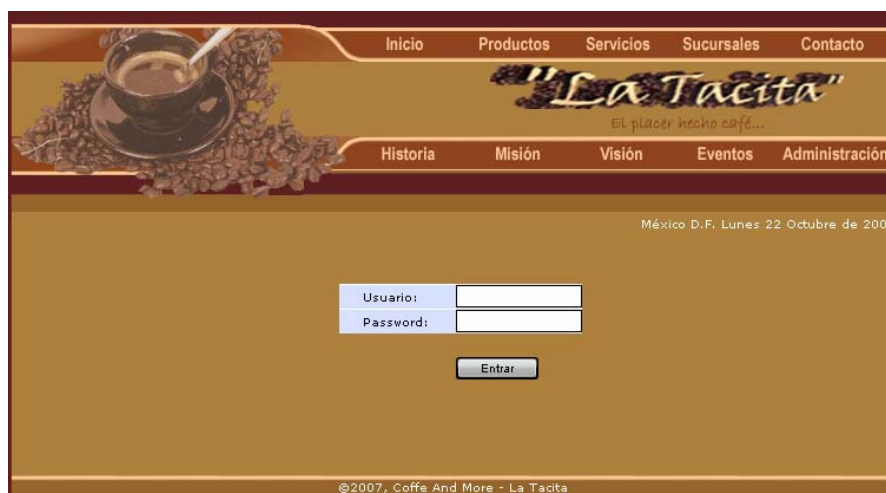 Inicio Productos Servicios Sucursales Contacto
"La Tacita"
El placer hecho café...
Historia Misión Visión Eventos Administración
México D.F. Lunes 22 Octubre de 200
Usuario:
Password:
Entrar
©2007, Coffe And More - La Tacita